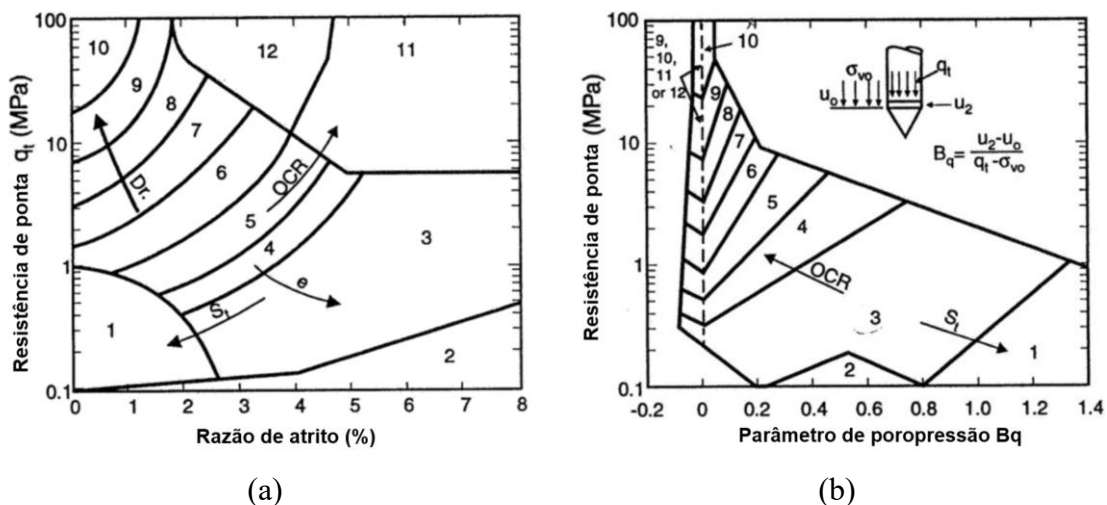 Resistência de ponta qt (MPa)
100
10
1
0.1
10
9
8
7
6
5
4
3
2
1
12
11
Dr.
OCR
e
St
0
1
2
3
4
5
6
7
8
Razão de atrito (%)
(a)
Resistência de ponta qt (MPa)
100
10
1
0.1
9,
10,
11
or 12
10
9
8
7
6
5
4
3
2
1
OCR
St
σvo
qt
uo
u2
Bq = u2-uo
qt - σvo
-0.2
0
0.2
0.4
0.6
0.8
1.0
1.2
1.4
Parâmetro de poropressão Bq
(b)